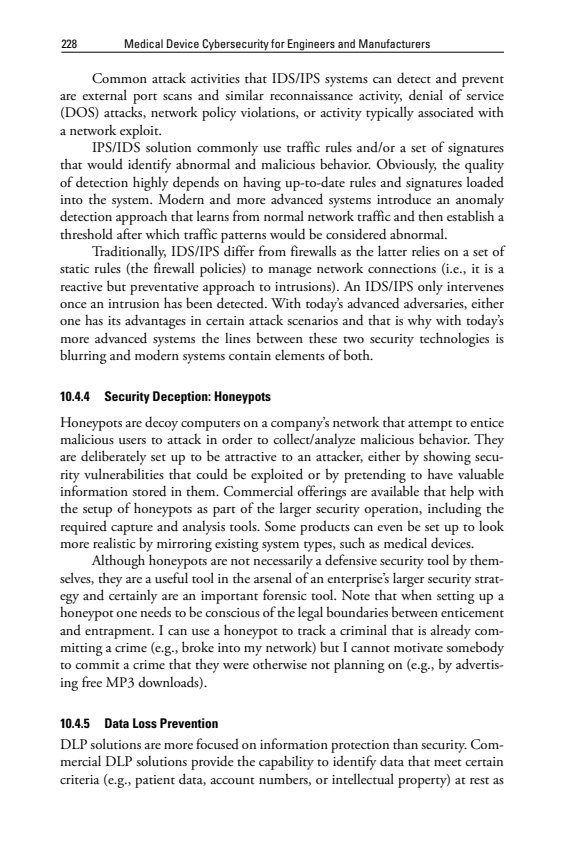 228 Medical Device Cybersecurity for Engineers and Manufacturers
Common attack activities that IDS/IPS systems can detect and prevent
are external port scans and similar reconnaissance activity, denial of service
(DOS) attacks, network policy violations, or activity typically associated with
a network exploit.
IPS/IDS solution commonly use traffic rules and/or a set of signatures
that would identify abnormal and malicious behavior. Obviously, the quality
of detection highly depends on having up-to-date rules and signatures loaded
into the system. Modern and more advanced systems introduce an anomaly
detection approach that learns from normal network traffic and then establish a
threshold after which traffic patterns would be considered abnormal.
Traditionally, IDS/IPS differ from firewalls as the latter relies on a set of
static rules (the firewall policies) to manage network connections (i.e., it is a
reactive but preventative approach to intrusions). An IDS/IPS only intervenes
once an intrusion has been detected. With today's advanced adversaries, either
one has its advantages in certain attack scenarios and that is why with today's
more advanced systems the lines between these two security technologies is
blurring and modern systems contain elements of both.
10.4.4 Security Deception: Honeypots
Honeypots are decoy computers on a company's network that attempt to entice
malicious users to attack in order to collect/analyze malicious behavior. They
are deliberately set up to be attractive to an attacker, either by showing secu-
rity vulnerabilities that could be exploited or by pretending to have valuable
information stored in them. Commercial offerings are available that help with
the setup of honeypots as part of the larger security operation, including the
required capture and analysis tools. Some products can even be set up to look
more realistic by mirroring existing system types, such as medical devices.
Although honeypots are not necessarily a defensive security tool by them-
selves, they are a useful tool in the arsenal of an enterprise's larger security strat-
egy and certainly are an important forensic tool. Note that when setting up a
honeypot one needs to be conscious of the legal boundaries between enticement
and entrapment. I can use a honeypot to track a criminal that is already com-
mitting a crime (e.g., broke into my network) but I cannot motivate somebody
to commit a crime that they were otherwise not planning on (e.g., by advertis-
ing free MP3 downloads).
10.4.5 Data Loss Prevention
DLP solutions are more focused on information protection than security. Com-
mercial DLP solutions provide the capability to identify data that meet certain
criteria (e.g., patient data, account numbers, or intellectual property) at rest as